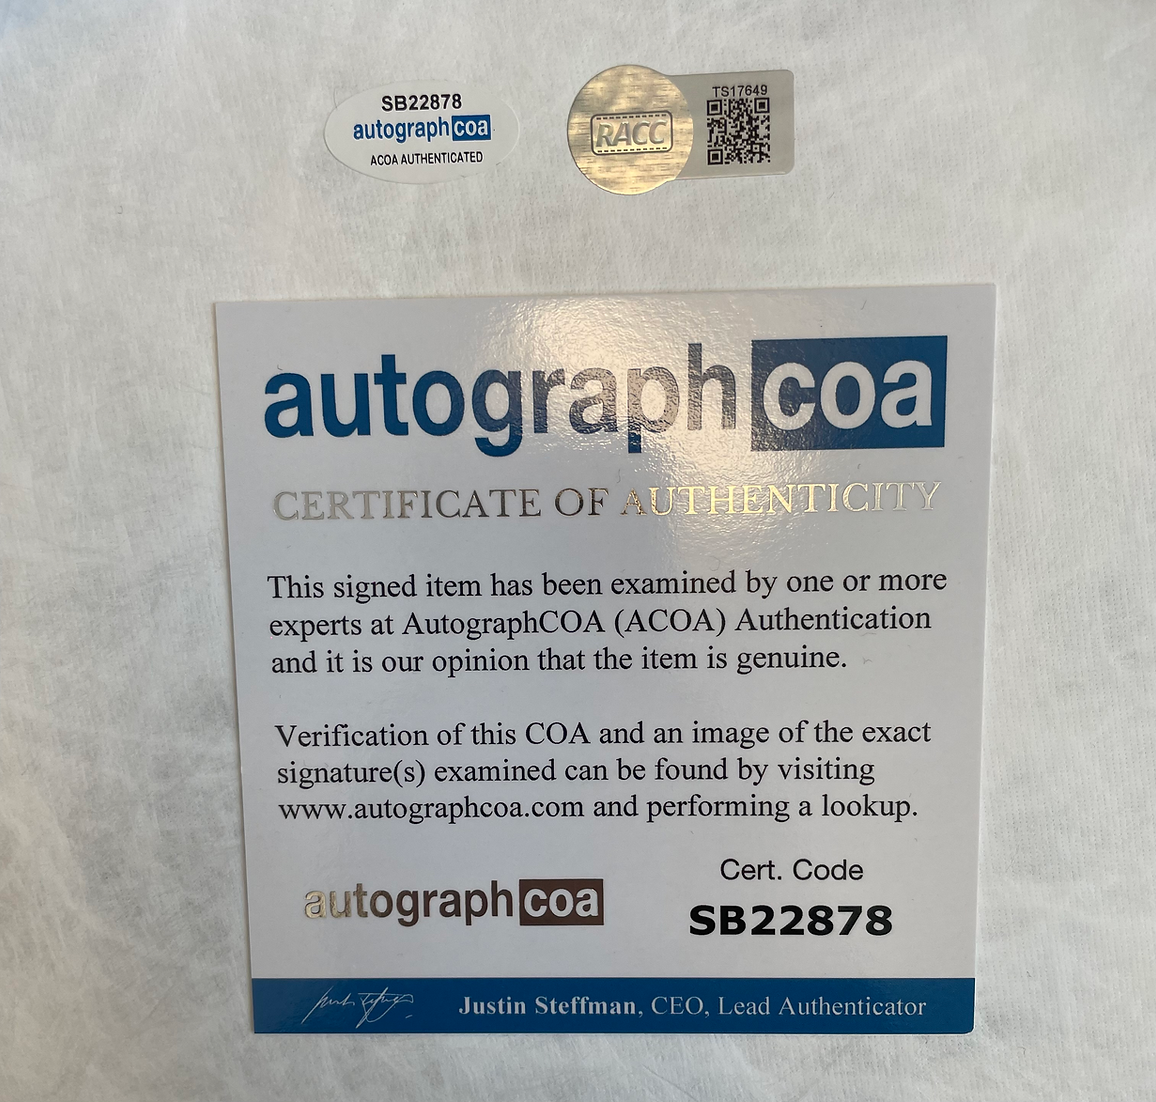 SB22878
autographcoa
ACOA AUTHENTICATED
RACC
TS17649
autographcoa
CERTIFICATE OF AUTHENTICITY
This signed item has been examined by one or more
experts at AutographCOA (ACOA) Authentication
and it is our opinion that the item is genuine.
Verification of this COA and an image of the exact
signature(s) examined can be found by visiting
www.autographcoa.com and performing a lookup.
autographcoa
Cert. Code
SB22878
Justin Steffman, CEO, Lead Authenticator